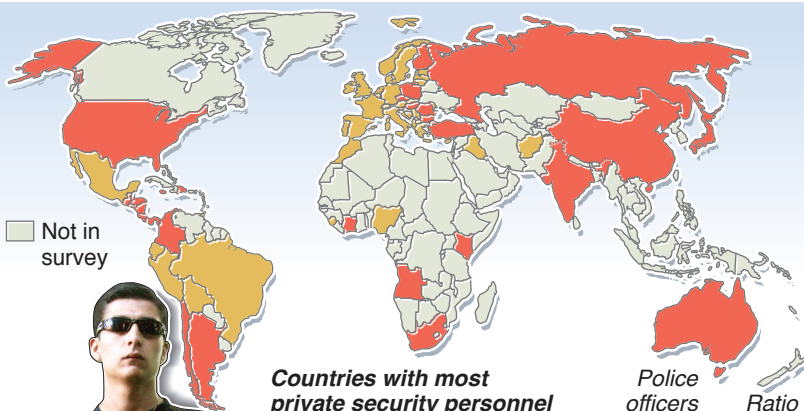 Not in
survey
Countries with most
private security personnel
Police
officers
Ratio